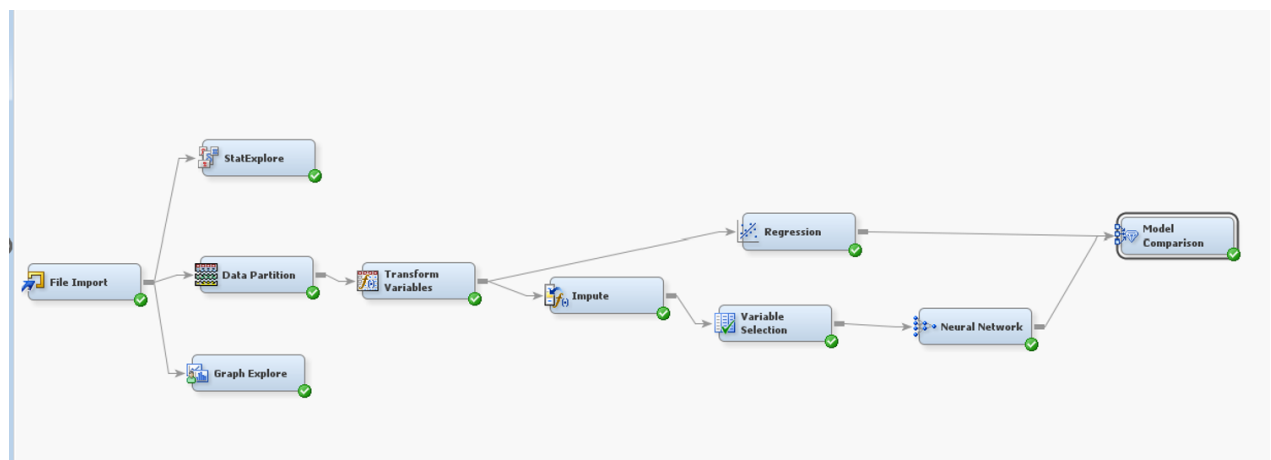 StatExplore
File Import
Data Partition
Transform
Variables
Graph Explore
Regression
Impute
Variable
Selection
Neural Network
Model
Comparison